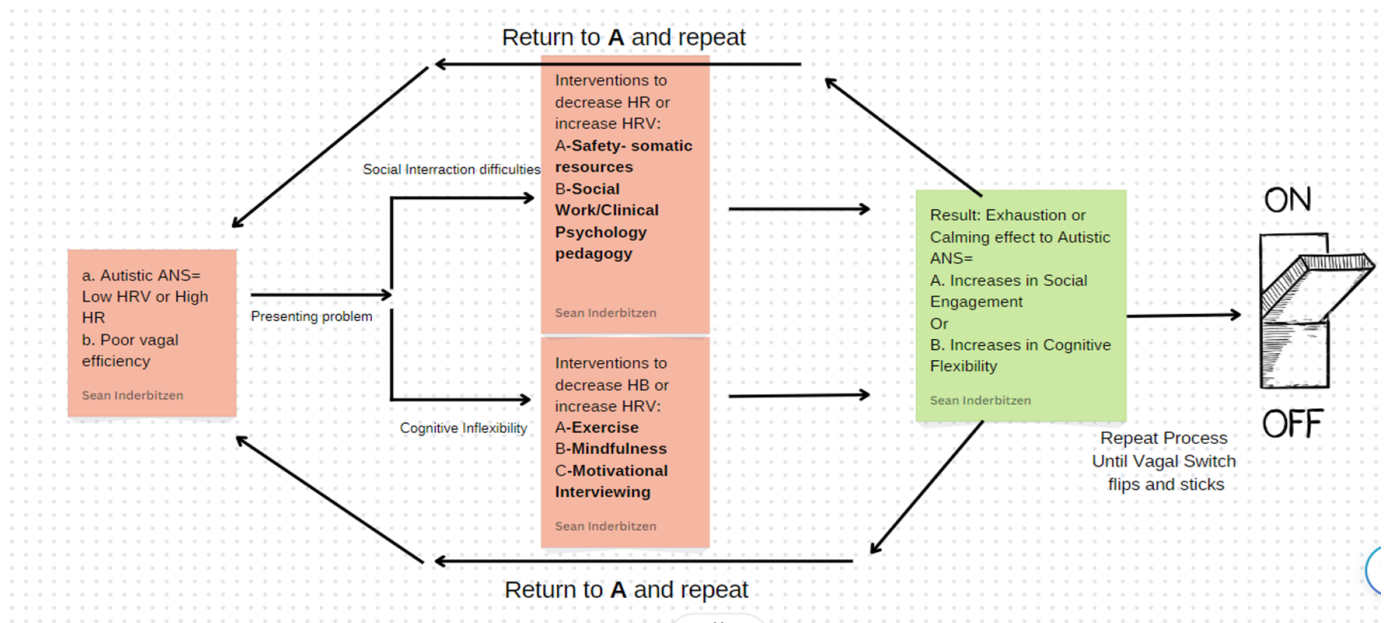 Return to A and repeat
Interventions to
decrease HR or
increase HRV:
A-Safety- somatic
resources
B-Social
Work/Clinical
Psychology
pedagogy
Sean Inderbitzen
Social Interraction difficulties
a. Autistic ANS=
Low HRV or High
HR
b. Poor vagal
efficiency
Sean Inderbitzen
Presenting problem
Cognitive Inflexibility
Interventions to
decrease HB or
increase HRV:
A-Exercise
B-Mindfulness
C-Motivational
Interviewing
Sean Inderbitzen
Result: Exhaustion or
Calming effect to Autistic
ANS=
A. Increases in Social
Engagement
Or
B. Increases in Cognitive
Flexibility
Sean Inderbitzen
ON
OFF
Repeat Process
Until Vagal Switch
flips and sticks
Return to A and repeat